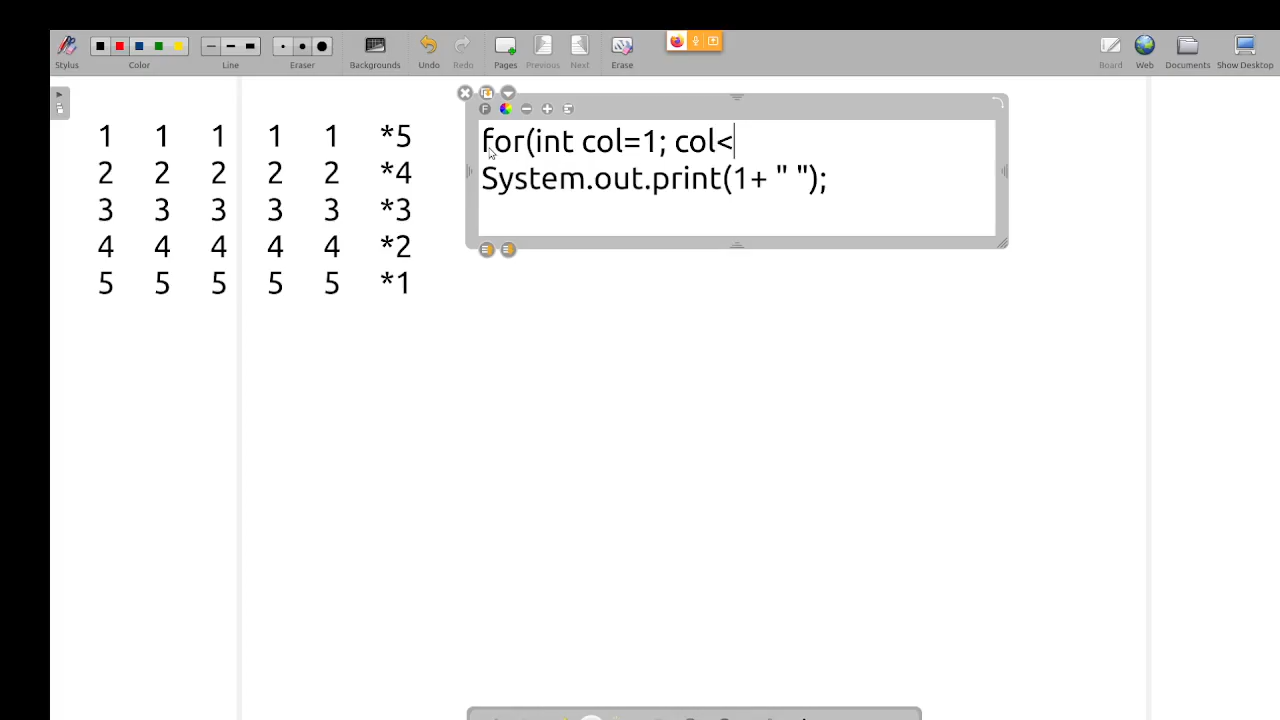 Stylus Color Line Eraser Backgrounds Undo Redo Pages Previous Next Erase Board Web Documents Show Desktop
1 1 1 1 1 *5
2 2 2 2 2 *4
3 3 3 3 3 *3
4 4 4 4 4 *2
5 5 5 5 5 *1
for(int col=1; col<
System.out.print(1+ " ");